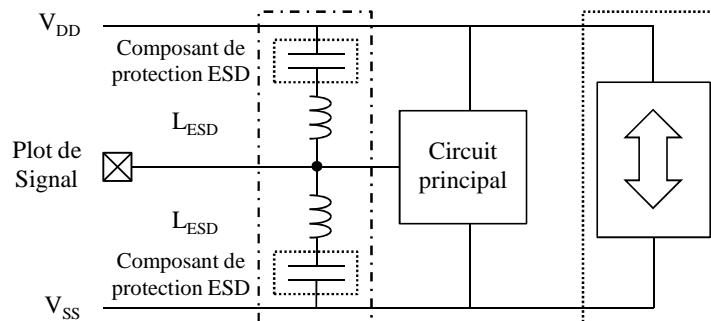 V_DD
Composant de
protection ESD
L_ESD
Plot de
Signal
Circuit
principal
L_ESD
Composant de
protection ESD
V_SS